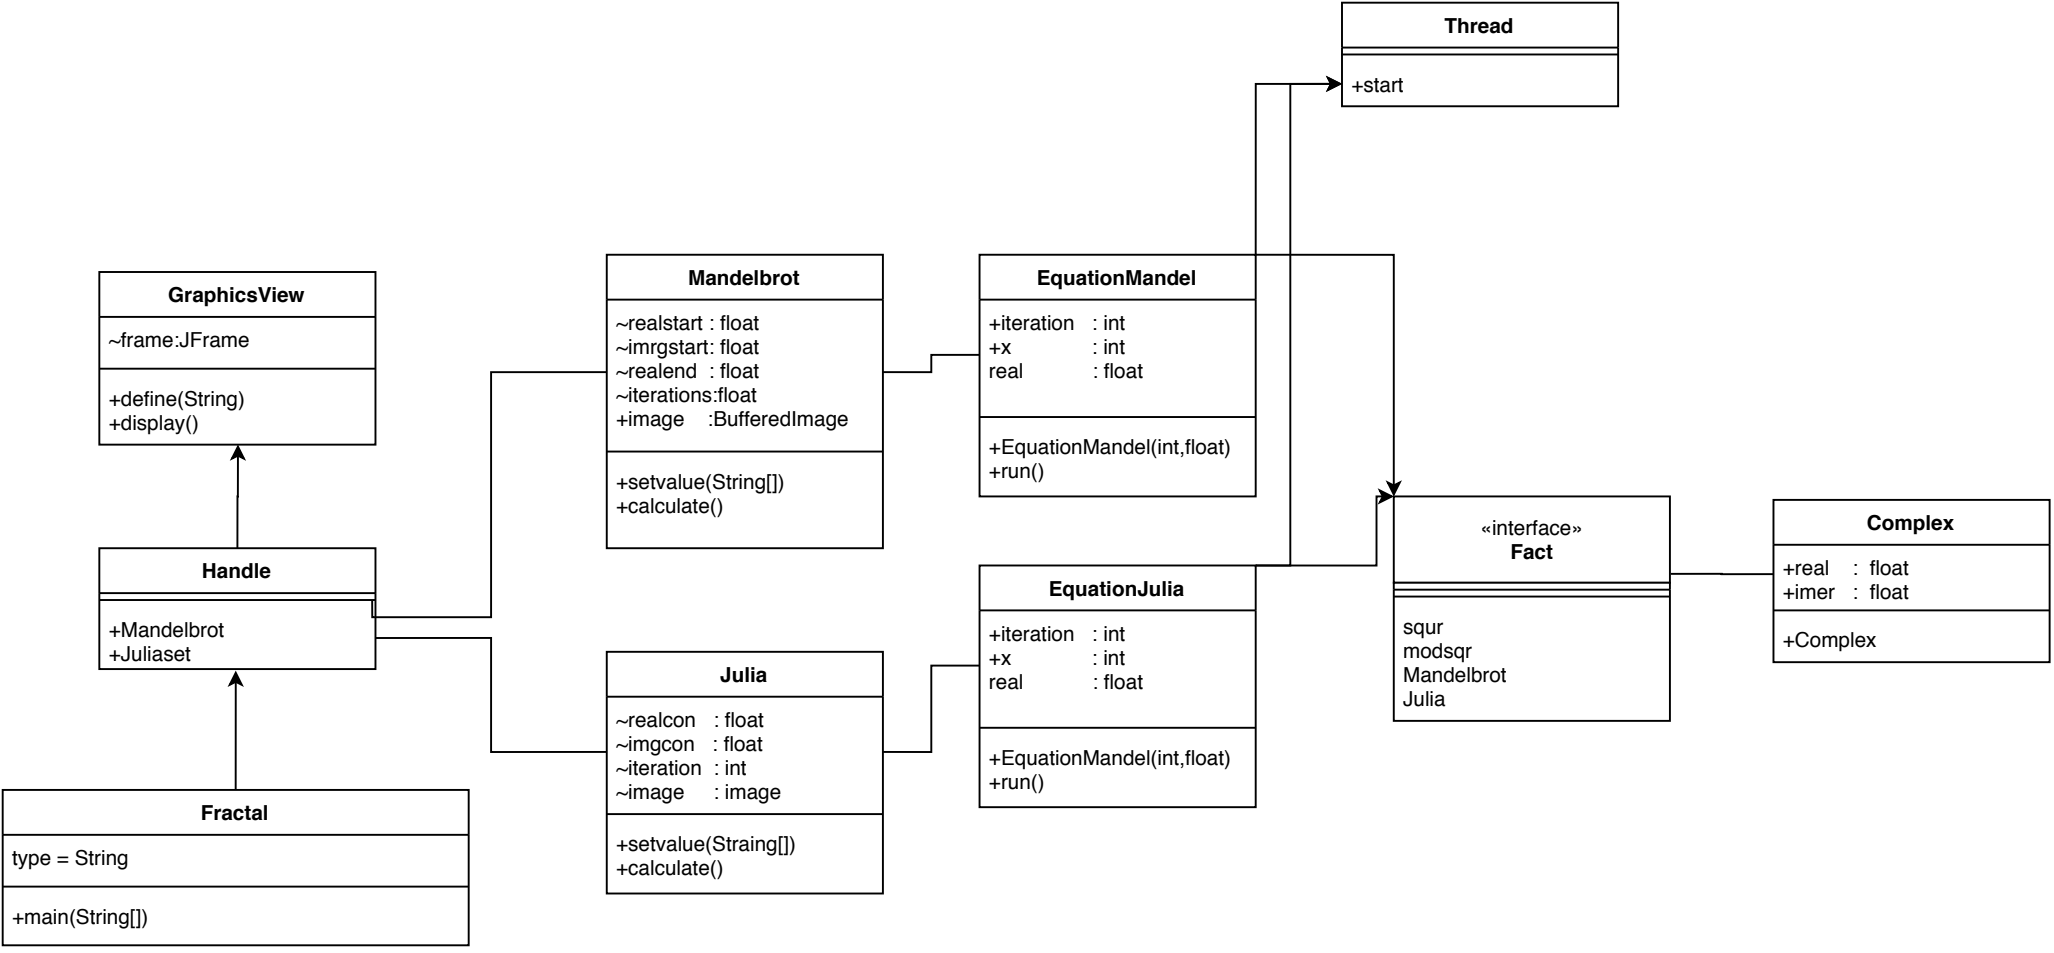 Thread
+start
GraphicsView
~frame:JFrame
+define(String)
+display()
Mandelbrot
~realstart : float
~imrgstart: float
~realend : float
~iterations:float
+image :BufferedImage
+setvalue(String[])
+calculate()
EquationMandel
+iteration : int
+x : int
real : float
+EquationMandel(int,float)
+run()
Handle
+Mandelbrot
+Juliaset
Julia
~realcon : float
~imgcon : float
~iteration : int
~image : image
+setvalue(Straing[])
+calculate()
EquationJulia
+iteration : int
+x : int
real : float
+EquationMandel(int,float)
+run()
«interface»
Fact
squr
modsqr
Mandelbrot
Julia
Complex
+real : float
+imer : float
+Complex
Fractal
type = String
+main(String[])